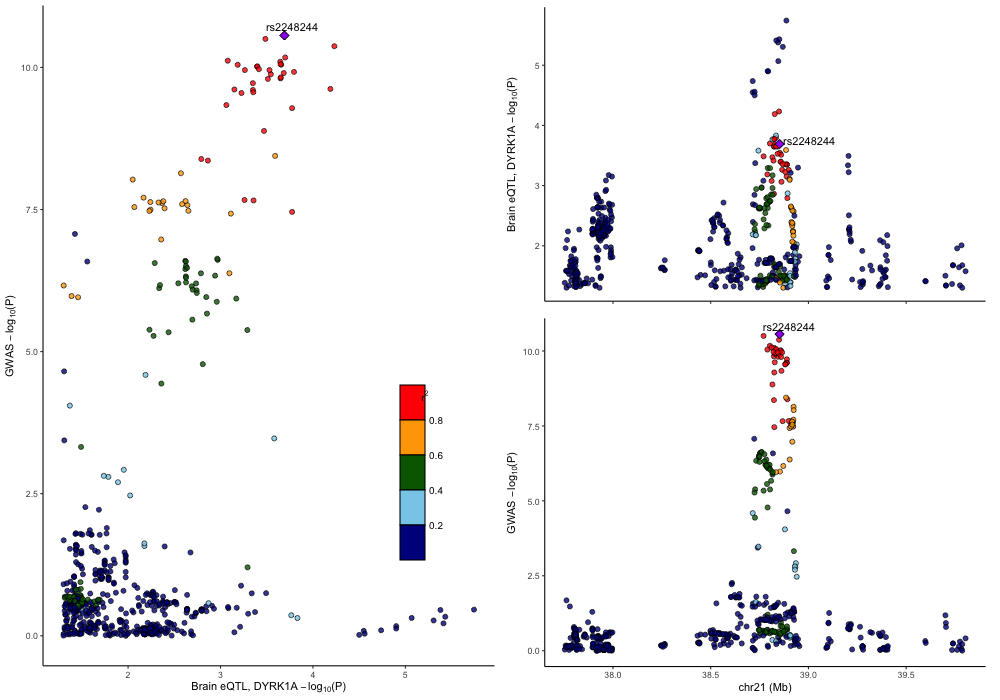 rs2248244
10.0
7.5
5.0
2.5
0.0
GWAS − log10(P)
2
3
4
5
Brain eQTL, DYRK1A − log10(P)
r2
0.8
0.6
0.4
0.2
rs2248244
5
4
3
2
Brain eQTL, DYRK1A − log10(P)
rs2248244
10.0
7.5
5.0
2.5
0.0
GWAS − log10(P)
38.0
38.5
39.0
39.5
chr21 (Mb)